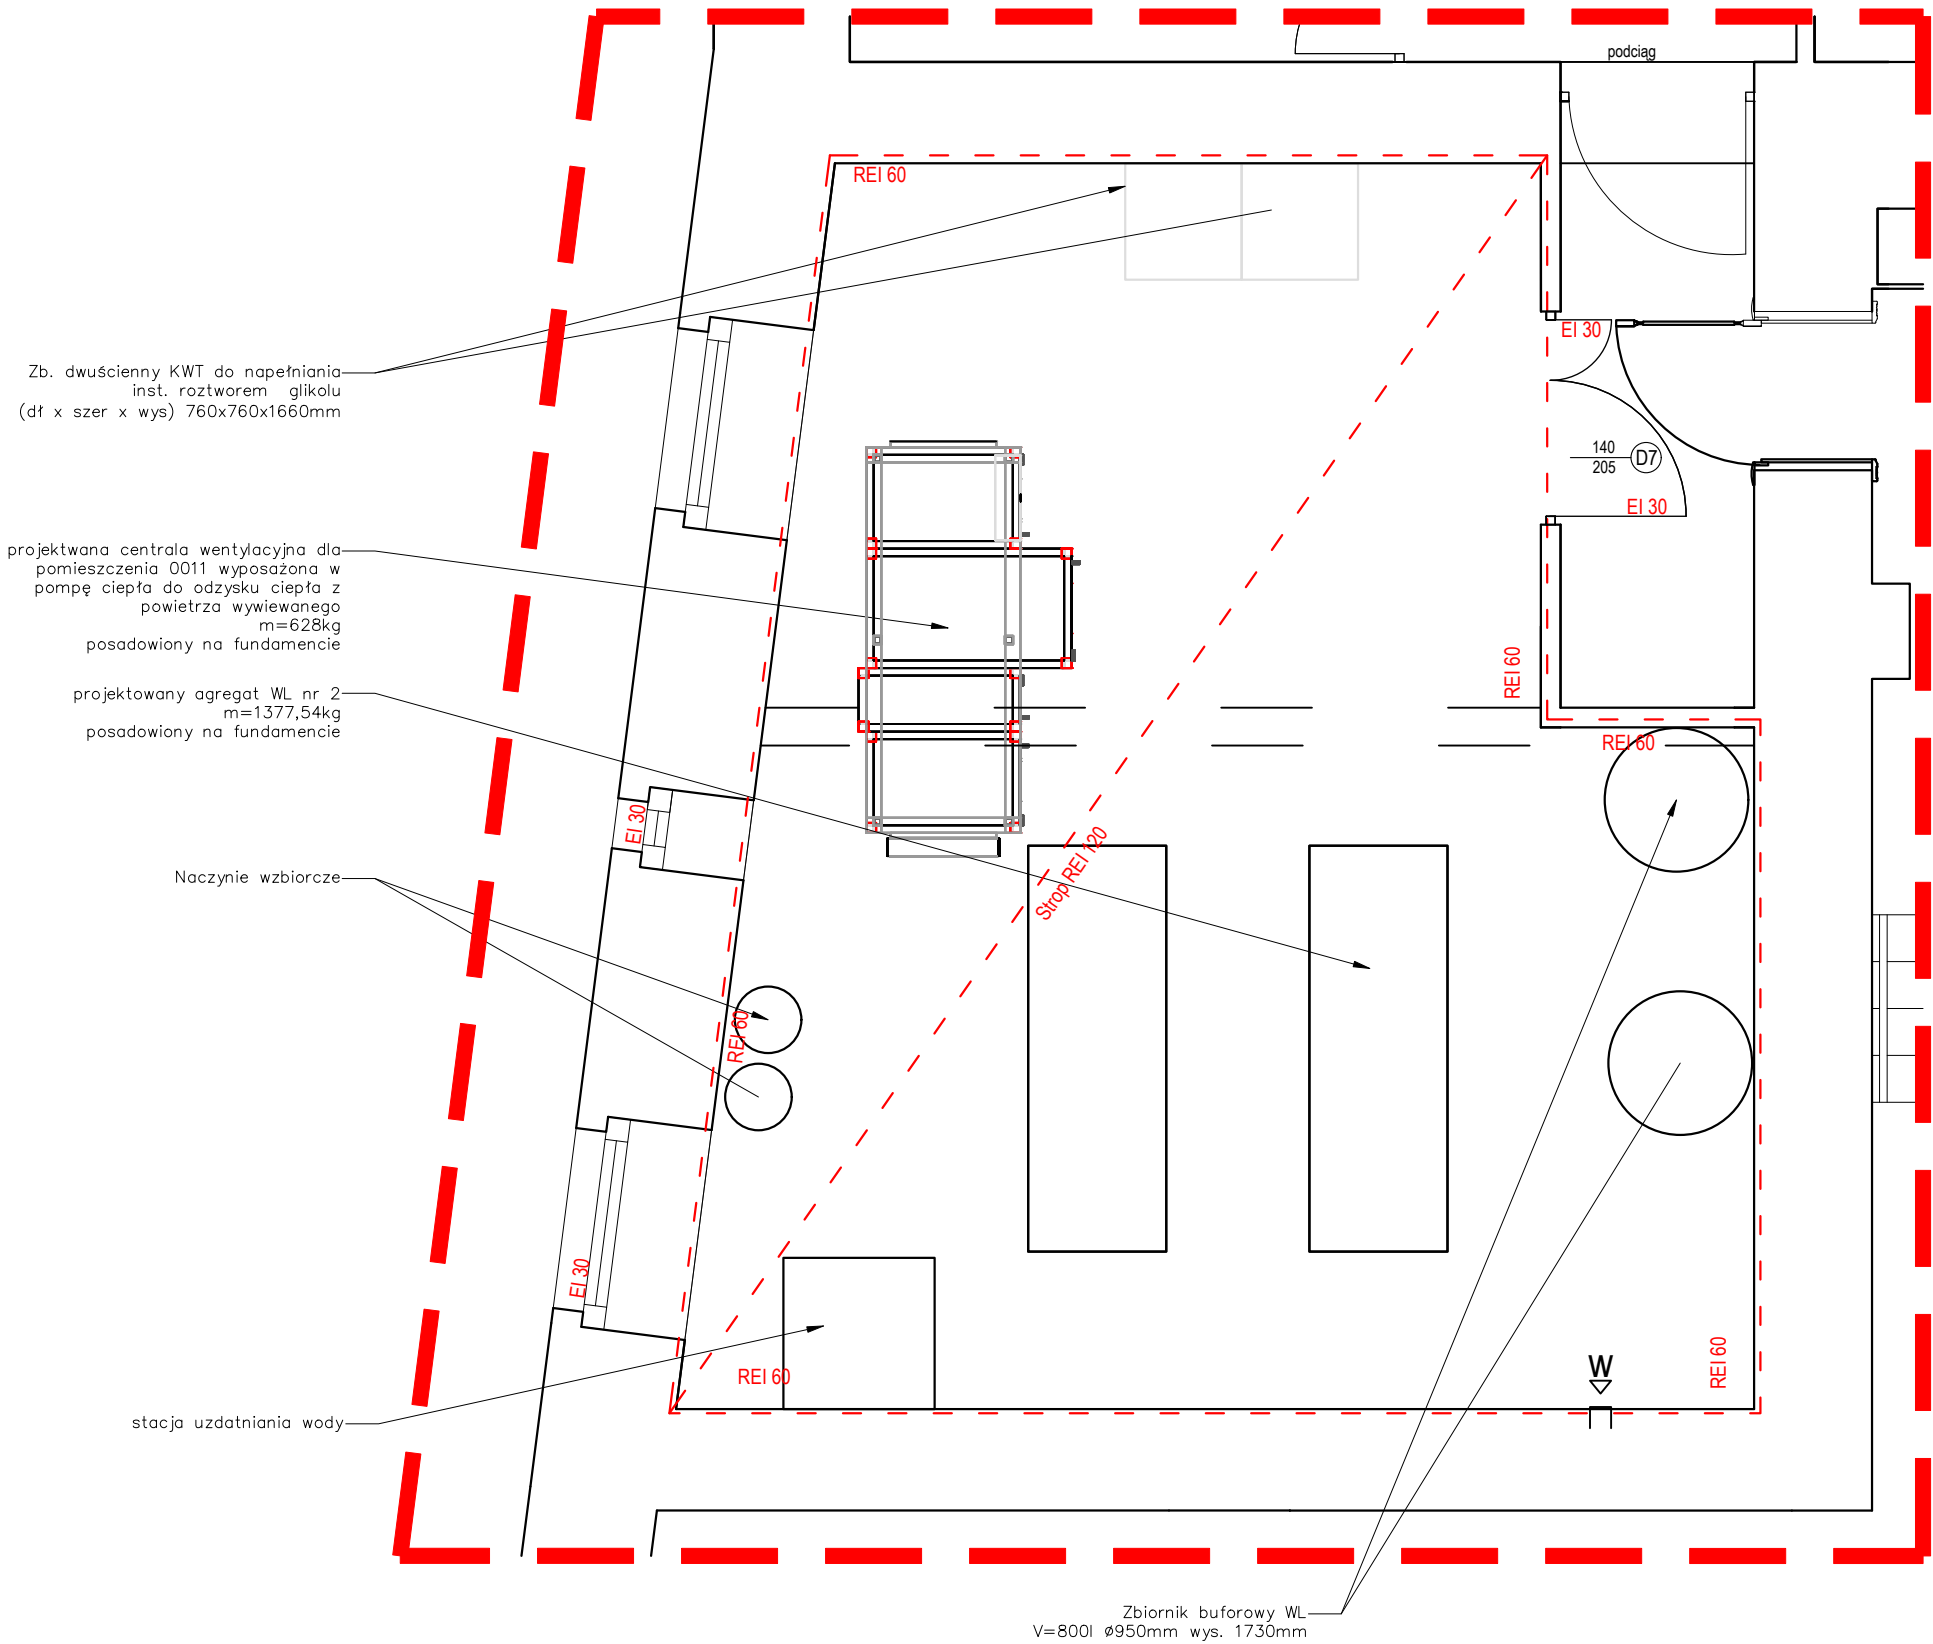 podciąg
REI 60
EI 30
Zb. dwuścienny KWT do napełniania
inst. roztworem glikolu
(dł x szer x wys) 760x760x1660mm
140
205
D7
EI 30
projektwana centrala wentylacyjna dla
pomieszczenia 0011 wyposażona w
pompę ciepła do odzysku ciepła z
powietrza wywiewanego
m=628kg
posadowiony na fundamencie
REI 60
projektowany agregat WL nr 2
m=1377,54kg
posadowiony na fundamencie
REI 60
EI 30
Strop REI 120
Naczynie wzbiorcze
REI 60
EI 30
REI 60
W
REI 60
stacja uzdatniania wody
Zbiornik buforowy WL
V=800l ø950mm wys. 1730mm